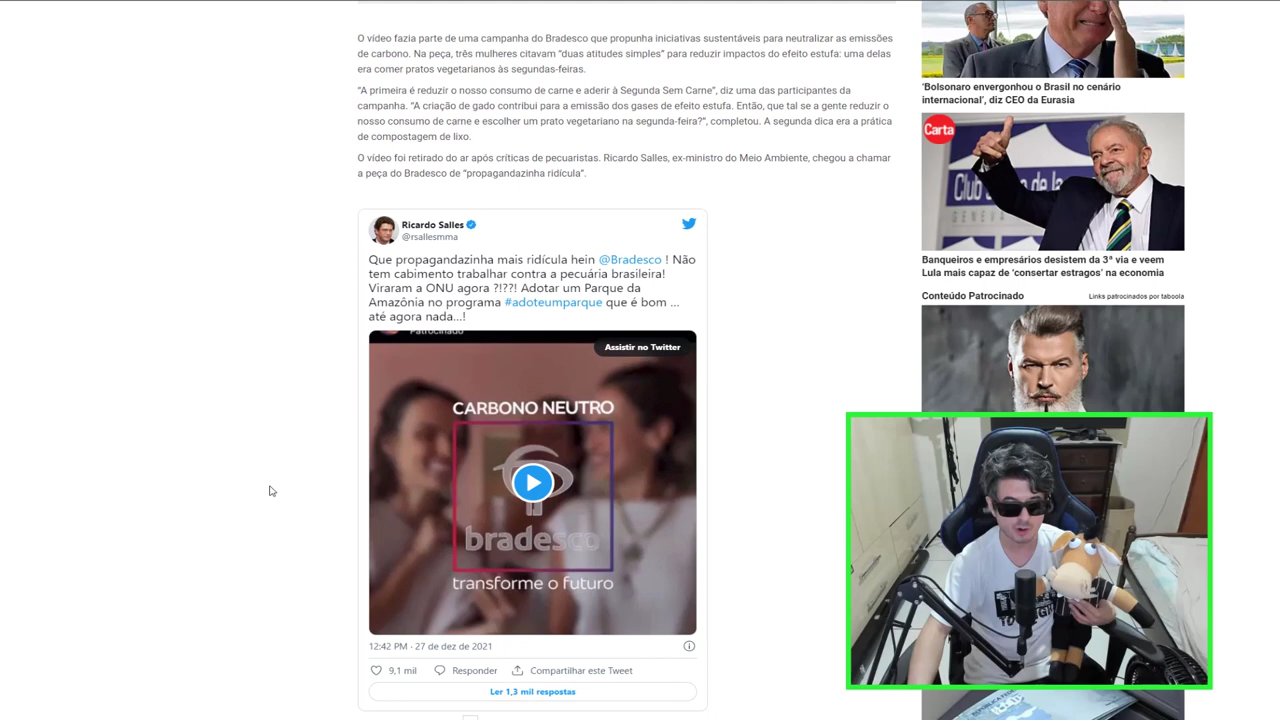 O vídeo fazia parte de uma campanha do Bradesco que propunha iniciativas sustentáveis para neutralizar as emissões
de carbono. Na peça, três mulheres citavam “duas atitudes simples” para reduzir impactos do efeito estufa: uma delas
era comer pratos vegetarianos às segundas-feiras.
“A primeira é reduzir o nosso consumo de carne e aderir à Segunda Sem Carne”, diz uma das participantes da
campanha. “A criação de gado contribui para a emissão dos gases de efeito estufa. Então, que tal se a gente reduzir o
nosso consumo de carne e escolher um prato vegetariano na segunda-feira?”, completou. A segunda dica era a prática
de compostagem de lixo.
O vídeo foi retirado do ar após críticas de pecuaristas. Ricardo Salles, ex-ministro do Meio Ambiente, chegou a chamar
a peça do Bradesco de “propagandazinha ridícula”.
Ricardo Salles
@rsallesmma
Que propagandazinha mais ridícula hein @Bradesco ! Não
tem cabimento trabalhar contra a pecuária brasileira!
Viraram a ONU agora ?!??! Adotar um Parque da
Amazônia no programa #adoteumparque que é bom ...
até agora nada...!
Patrocinado
Assistir no Twitter
CARBONO NEUTRO
bradesco
transforme o futuro
12:42 PM · 27 de dez de 2021
9,1 mil
Responder
Compartilhar este Tweet
Ler 1,3 mil respostas
‘Bolsonaro envergonhou o Brasil no cenário
internacional’, diz CEO da Eurasia
Carta
Club de la
Banqueiros e empresários desistem da 3ª via e veem
Lula mais capaz de ‘consertar estragos’ na economia
Conteúdo Patrocinado
Links patrocinados por taboola